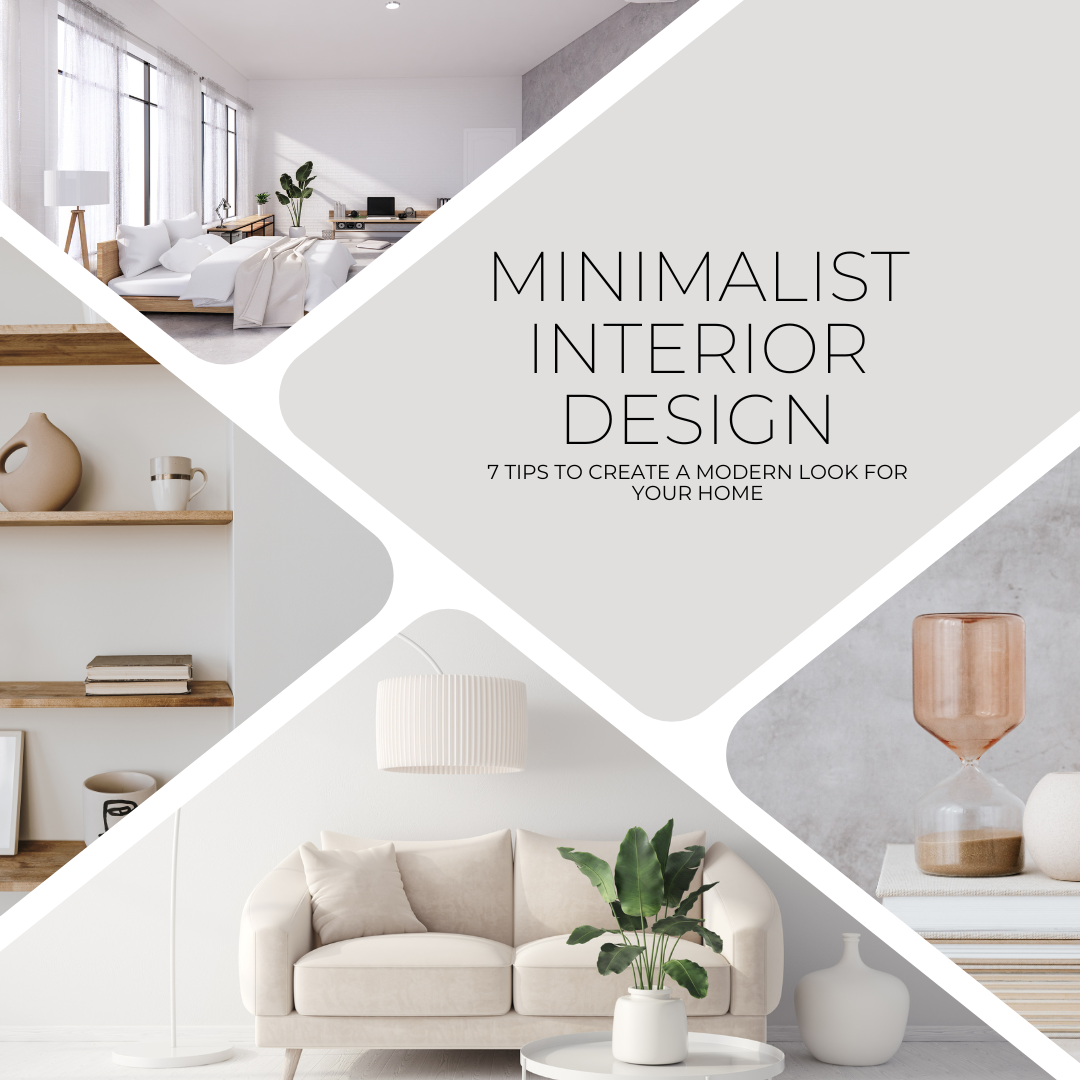 MINIMALIST
INTERIOR
DESIGN
7 TIPS TO CREATE A MODERN LOOK FOR
YOUR HOME